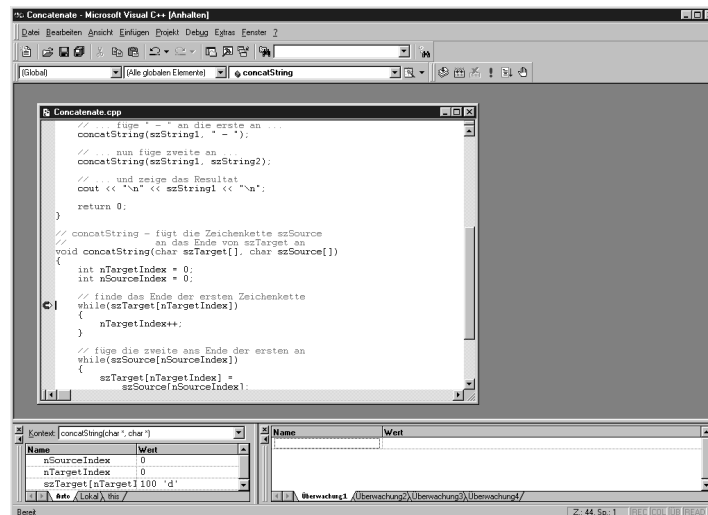 Concatenate - Microsoft Visual C++ [Anhalten]
Datei Bearbeiten Ansicht Einfügen Projekt Debug Extras Fenster ?
(Global) (Alle globalen Elemente) concatString
Concatenate.cpp
// ... füge " - " an die erste an ...
concatString(szString1, " - ");
// ... nun füge zweite an ...
concatString(szString1, szString2);
// ... und zeige das Resultat
cout << "\n" << szString1 << "\n";
return 0;
}
// concatString - fügt die Zeichenkette szSource
// an das Ende von szTarget an
void concatString(char szTarget[], char szSource[])
{
int nTargetIndex = 0;
int nSourceIndex = 0;
// finde das Ende der ersten Zeichenkette
while(szTarget[nTargetIndex])
{
nTargetIndex++;
}
// füge die zweite ans Ende der ersten an
while(szSource[nSourceIndex])
{
szTarget[nTargetIndex] =
szSource[nSourceIndex];
Kontext: concatString(char *, char *)
Name Wert
nSourceIndex 0
nTargetIndex 0
szTarget[nTargetI 100 'd'
Auto Lokal this
Name Wert
Überwachung1 Überwachung2 Überwachung3 Überwachung4
Bereit Z.: 44, Sp.: 1 REC COL ÜB READ